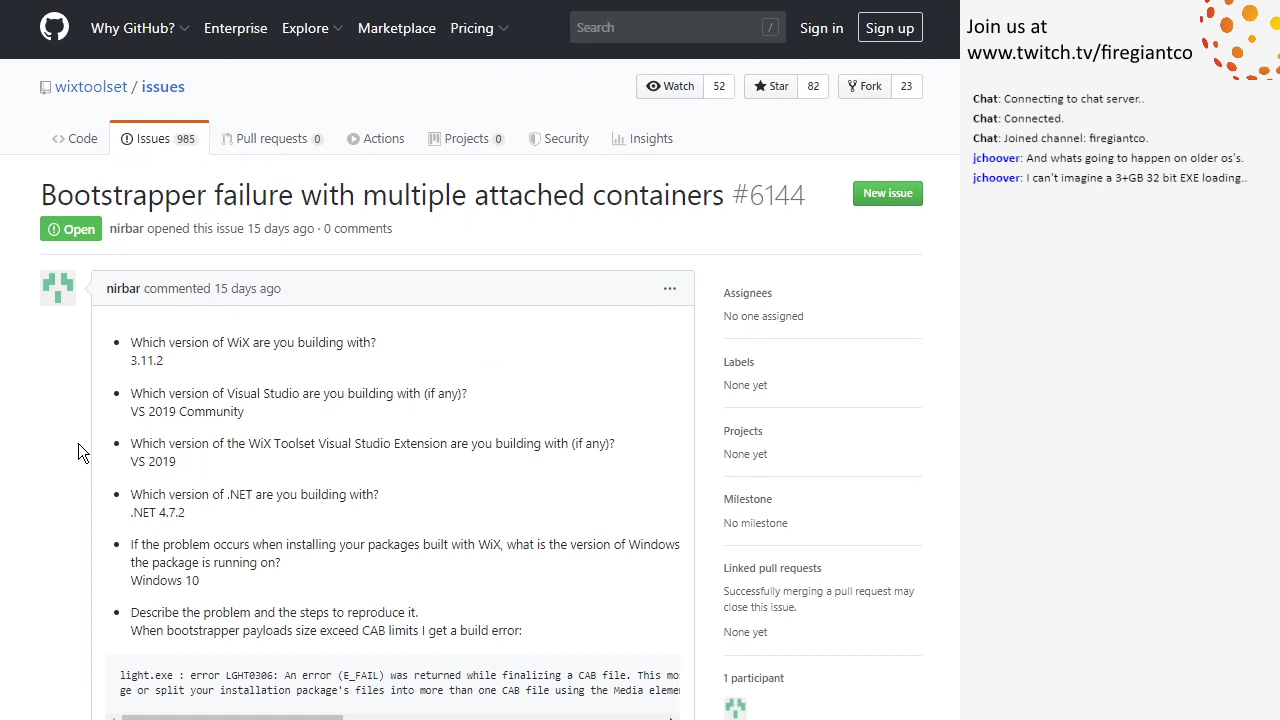 Why GitHub? Enterprise Explore Marketplace Pricing Search / Sign in Sign up
wixtoolset / issues
Watch 52 Star 82 Fork 23
Code Issues 985 Pull requests 0 Actions Projects 0 Security Insights
Bootstrapper failure with multiple attached containers #6144
New issue
Open nirbar opened this issue 15 days ago · 0 comments
nirbar commented 15 days ago
Which version of WiX are you building with?
3.11.2
Which version of Visual Studio are you building with (if any)?
VS 2019 Community
Which version of the WiX Toolset Visual Studio Extension are you building with (if any)?
VS 2019
Which version of .NET are you building with?
.NET 4.7.2
If the problem occurs when installing your packages built with WiX, what is the version of Windows
the package is running on?
Windows 10
Describe the problem and the steps to reproduce it.
When bootstrapper payloads size exceed CAB limits I get a build error:
light.exe : error LGHT0306: An error (E_FAIL) was returned while finalizing a CAB file. This mo
ge or split your installation package's files into more than one CAB file using the Media eleme
Assignees
No one assigned
Labels
None yet
Projects
None yet
Milestone
No milestone
Linked pull requests
Successfully merging a pull request may
close this issue.
None yet
1 participant
Join us at
www.twitch.tv/firegiantco
Chat: Connecting to chat server..
Chat: Connected.
Chat: Joined channel: firegiantco.
jchoover: And whats going to happen on older os's.
jchoover: I can't imagine a 3+GB 32 bit EXE loading..